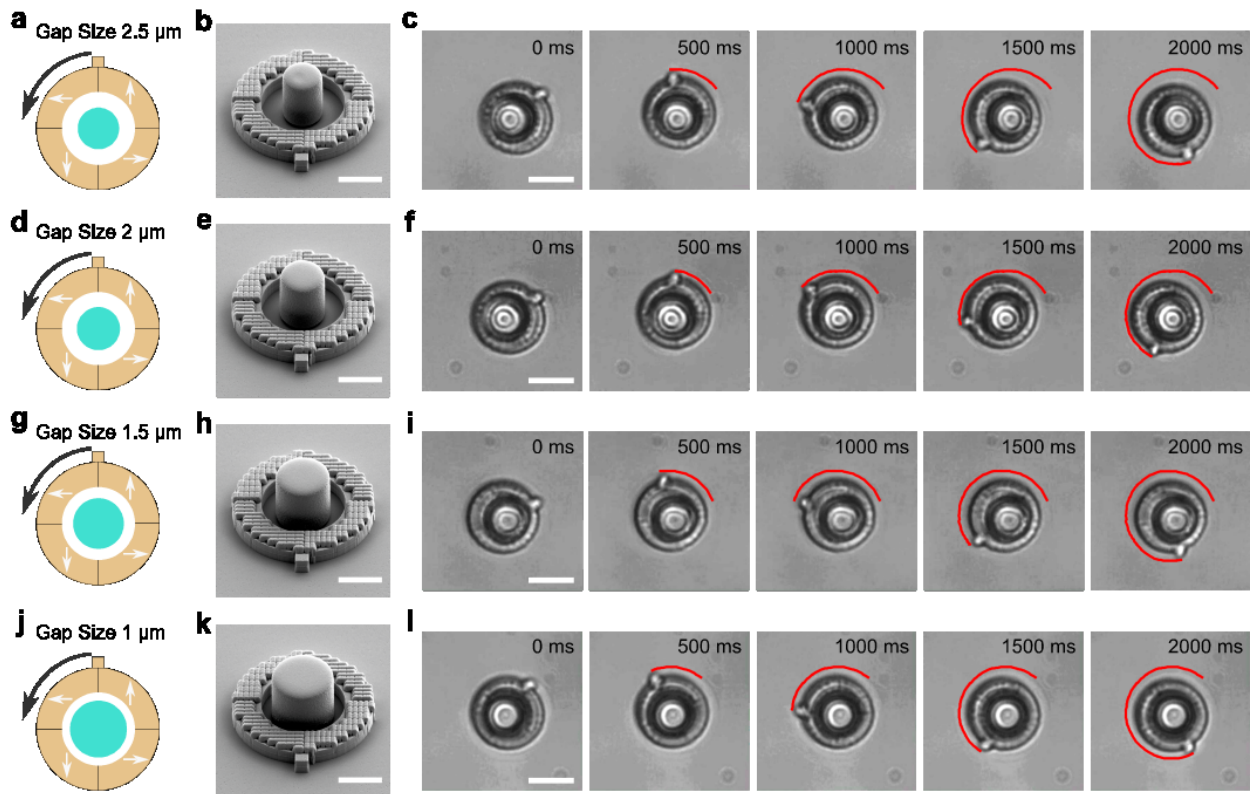 a Gap Size 2.5 µm b c 0 ms 500 ms 1000 ms 1500 ms 2000 ms
d Gap Size 2 µm e f 0 ms 500 ms 1000 ms 1500 ms 2000 ms
g Gap Size 1.5 µm h i 0 ms 500 ms 1000 ms 1500 ms 2000 ms
j Gap Size 1 µm k l 0 ms 500 ms 1000 ms 1500 ms 2000 ms